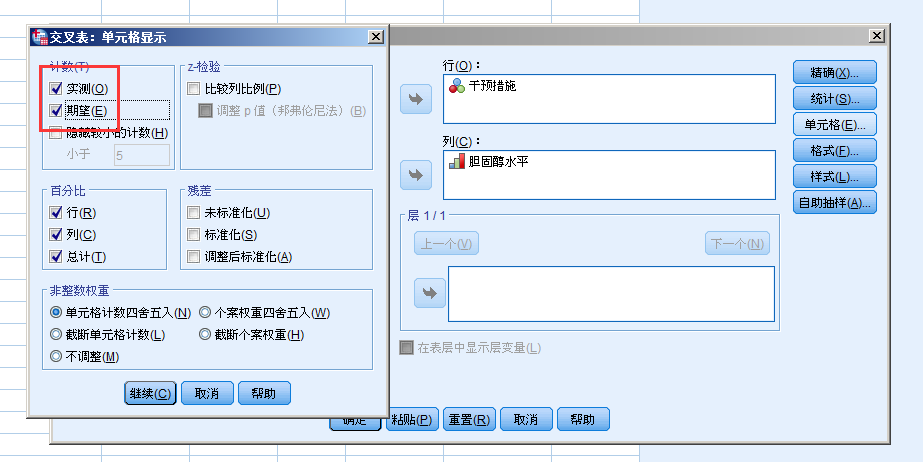 交叉表：单元格显示
计数(T)
实测(O)
期望(E)
隐藏较小的计数(H)
小于 5
z-检验
比较列比例(P)
调整 p 值（邦弗伦尼法）(B)
百分比
行(R)
列(C)
总计(T)
残差
未标准化(U)
标准化(S)
调整后标准化(A)
非整数权重
单元格计数四舍五入(N) 个案权重四舍五入(W)
截断单元格计数(L) 截断个案权重(H)
不调整(M)
继续(C) 取消 帮助
行(O)：
干预措施
列(C)：
胆固醇水平
层 1 / 1
上一个(V) 下一个(N)
在表层中显示层变量(L)
精确(X)...
统计(S)...
单元格(E)...
格式(F)...
样式(L)...
自助抽样(A)...
确定 粘贴(P) 重置(R) 取消 帮助